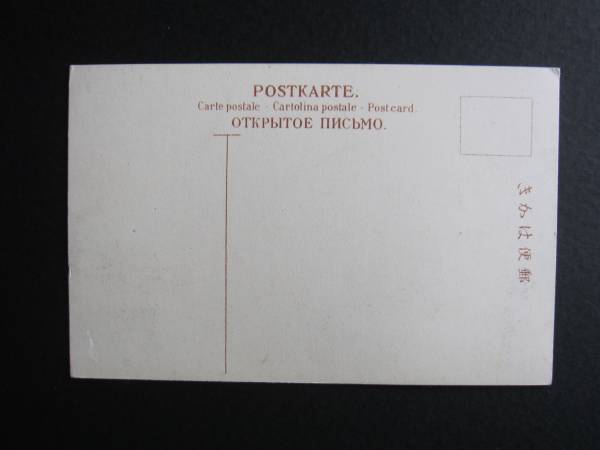 POSTKARTE.
Carte postale - Cartolina postale - Post card.
ОТКРЫТОЕ ПИСЬМО.
郵便はかき